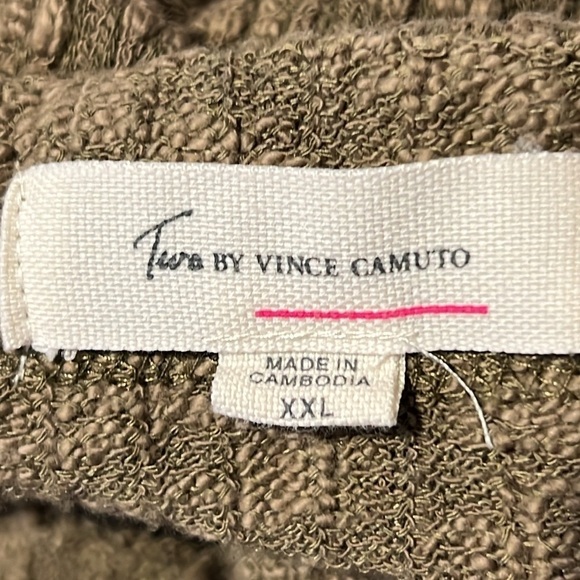 Two BY VINCE CAMUTO
MADE IN
CAMBODIA
XXL